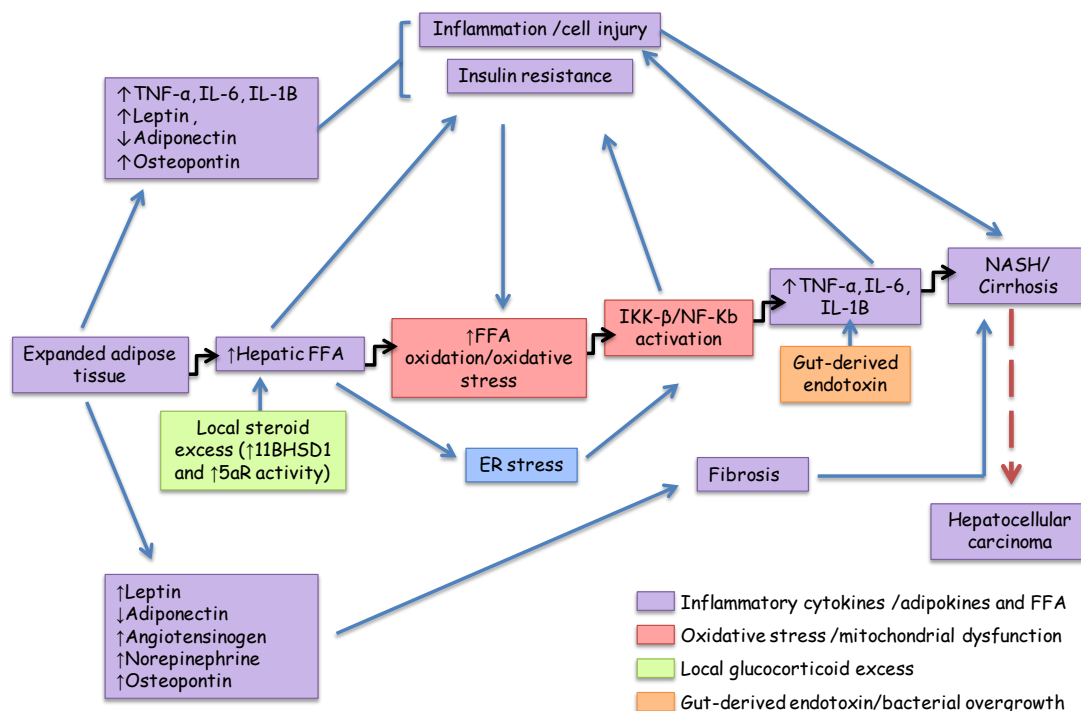 Inflammation /cell injury
Insulin resistance
↑TNF-α, IL-6, IL-1B
↑Leptin ,
↓Adiponectin
↑Osteopontin
NASH/
Cirrhosis
↑TNF-α, IL-6,
IL-1B
IKK-β/NF-Kb
activation
↑FFA
oxidation/oxidative
stress
↑Hepatic FFA
Expanded adipose
tissue
Gut-derived
endotoxin
Local steroid
excess (↑11BHSD1
and ↑5aR activity)
ER stress
Fibrosis
Hepatocellular
carcinoma
↑Leptin
↓Adiponectin
↑Angiotensinogen
↑Norepinephrine
↑Osteopontin
Inflammatory cytokines /adipokines and FFA
Oxidative stress /mitochondrial dysfunction
Local glucocorticoid excess
Gut-derived endotoxin/bacterial overgrowth